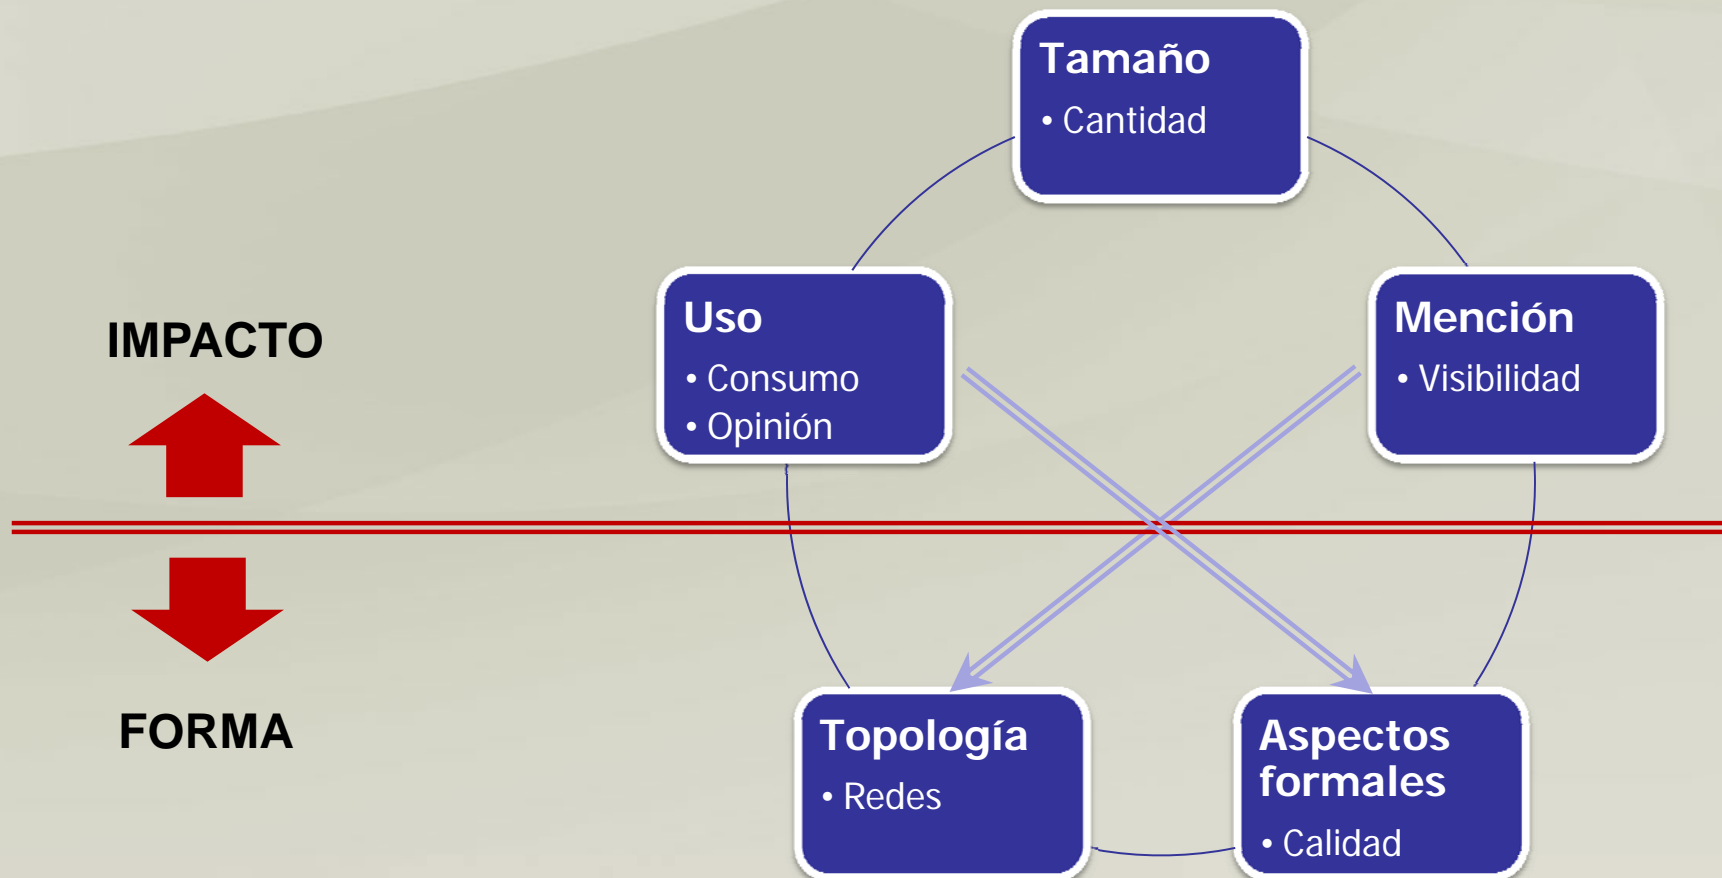 Tamaño
• Cantidad
IMPACTO
Uso
• Consumo
• Opinión
Mención
• Visibilidad
FORMA
Topología
• Redes
Aspectos
formales
• Calidad